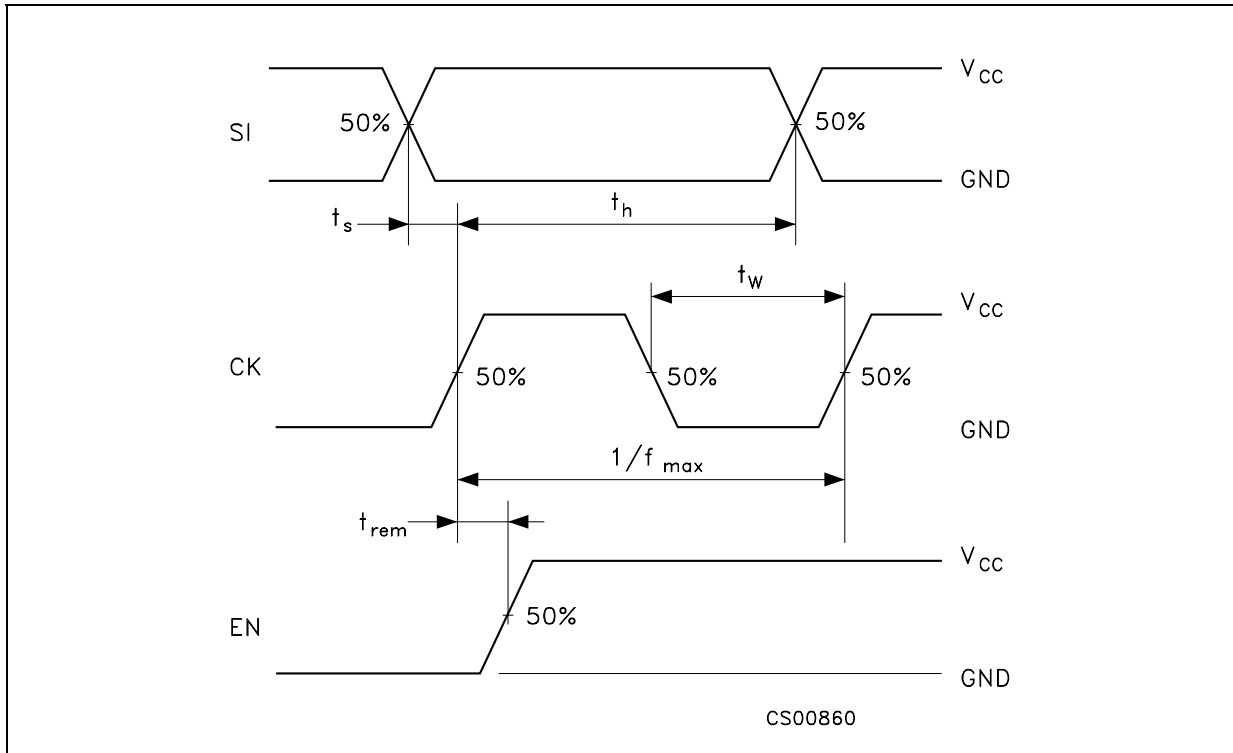 V CC
50%
50%
SI
GND
t s
t h
t W
V CC
CK
50%
50%
50%
GND
1/f max
t rem
V CC
50%
EN
GND
CS00860